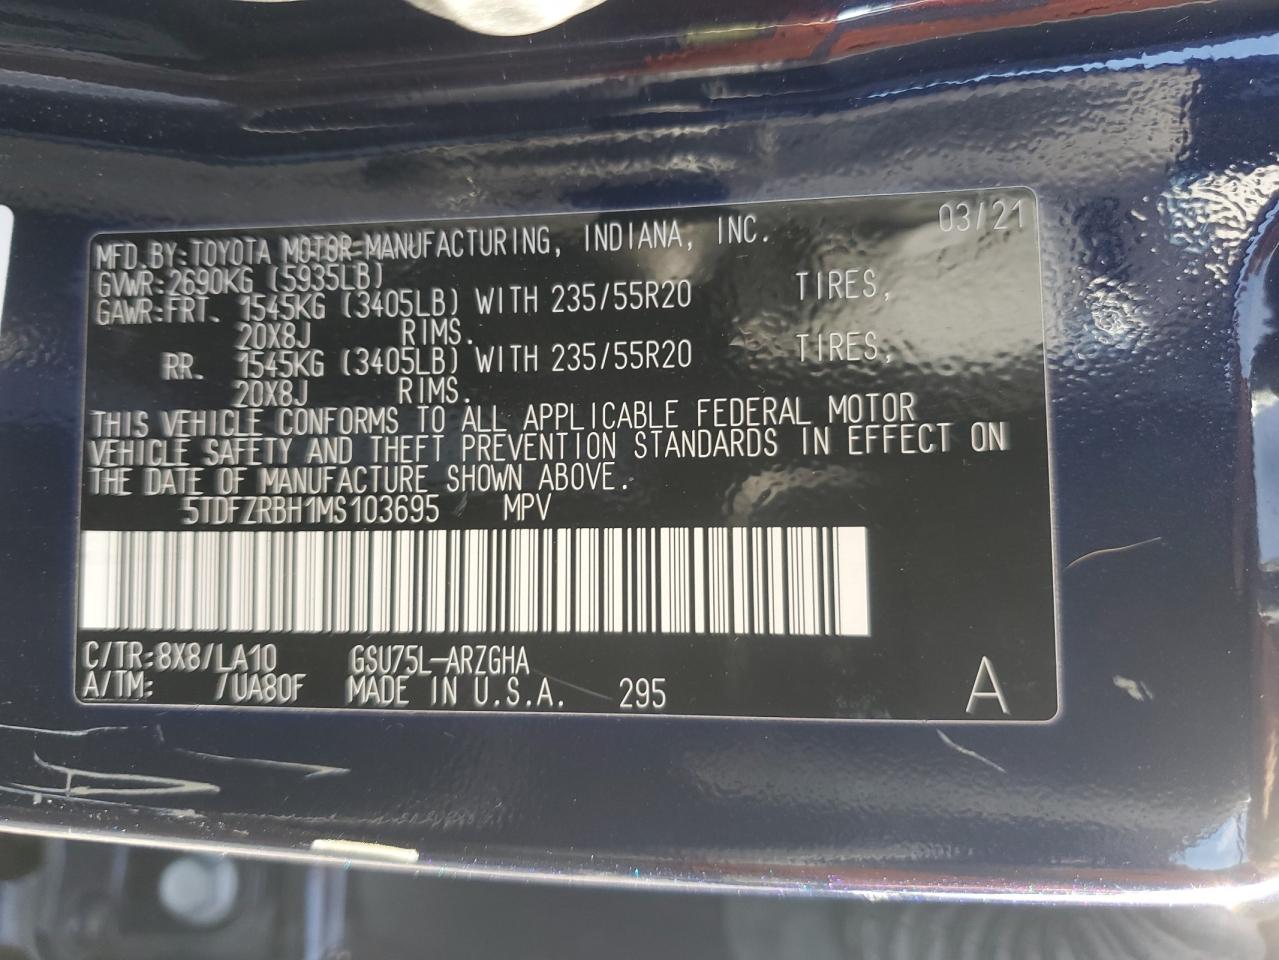 MFD.BY:TOYOTA MOTOR MANUFACTURING, INDIANA, INC. 03/21
GVWR:2690KG (5935LB)
GAWR:FRT. 1545KG (3405LB) WITH 235/55R20 TIRES,
20X8J RIMS.
RR. 1545KG (3405LB) WITH 235/55R20 TIRES,
20X8J RIMS.
THIS VEHICLE CONFORMS TO ALL APPLICABLE FEDERAL MOTOR
VEHICLE SAFETY AND THEFT PREVENTION STANDARDS IN EFFECT ON
THE DATE OF MANUFACTURE SHOWN ABOVE.
5TDFZRBH1MS103695 MPV
C/TR:8X8/LA10 GSU75L-ARZGHA
A/TM: /UA80F MADE IN U.S.A. 295 A